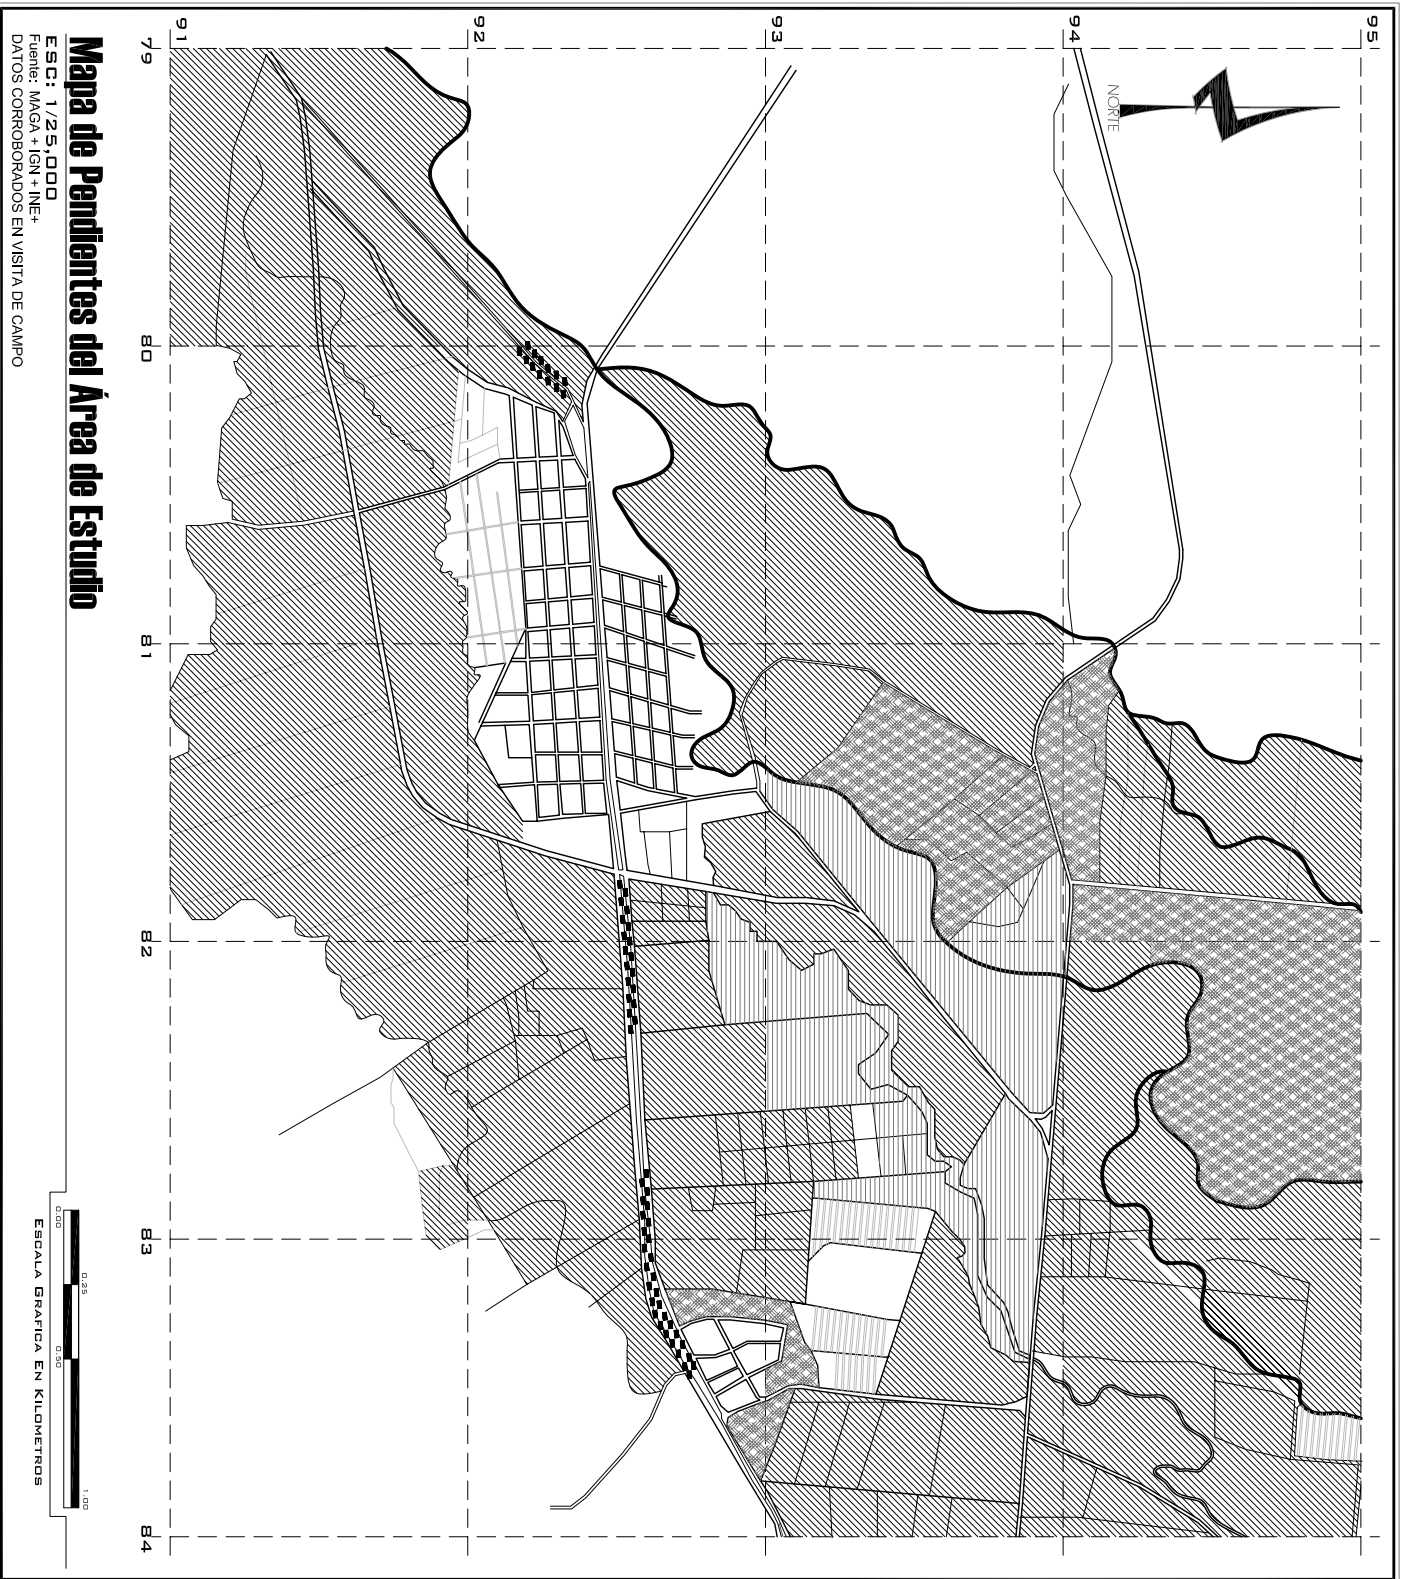 Mapa de Pendientes del Área de Estudio
ESC: 1/25,000
Fuente: MAGA + IGN + INE+
DATOS CORROBORADOS EN VISITA DE CAMPO
NORTE
95
94
93
92
91
79
80
81
82
83
84
0.00
0.25
0.50
1.00
ESCALA GRAFICA EN KILOMETROS